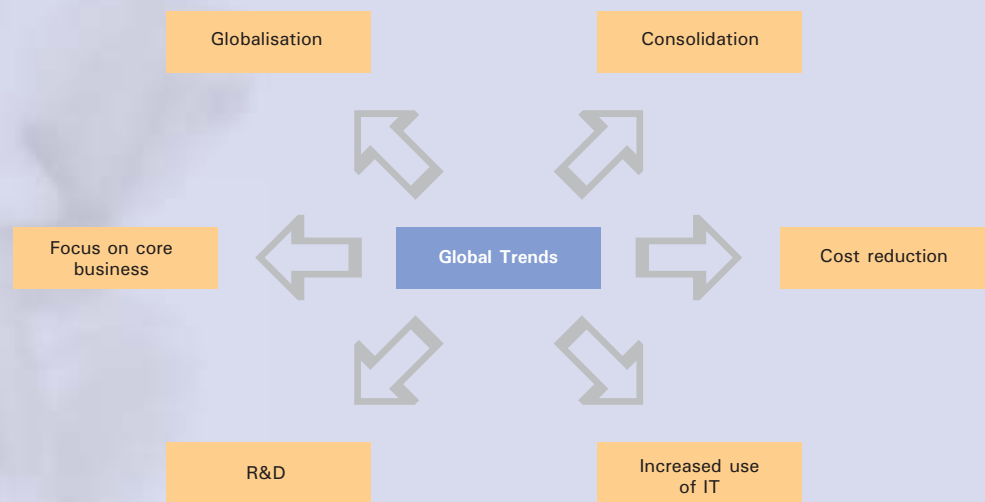 Globalisation
Consolidation
Focus on core
business
Global Trends
Cost reduction
R&D
Increased use
of IT